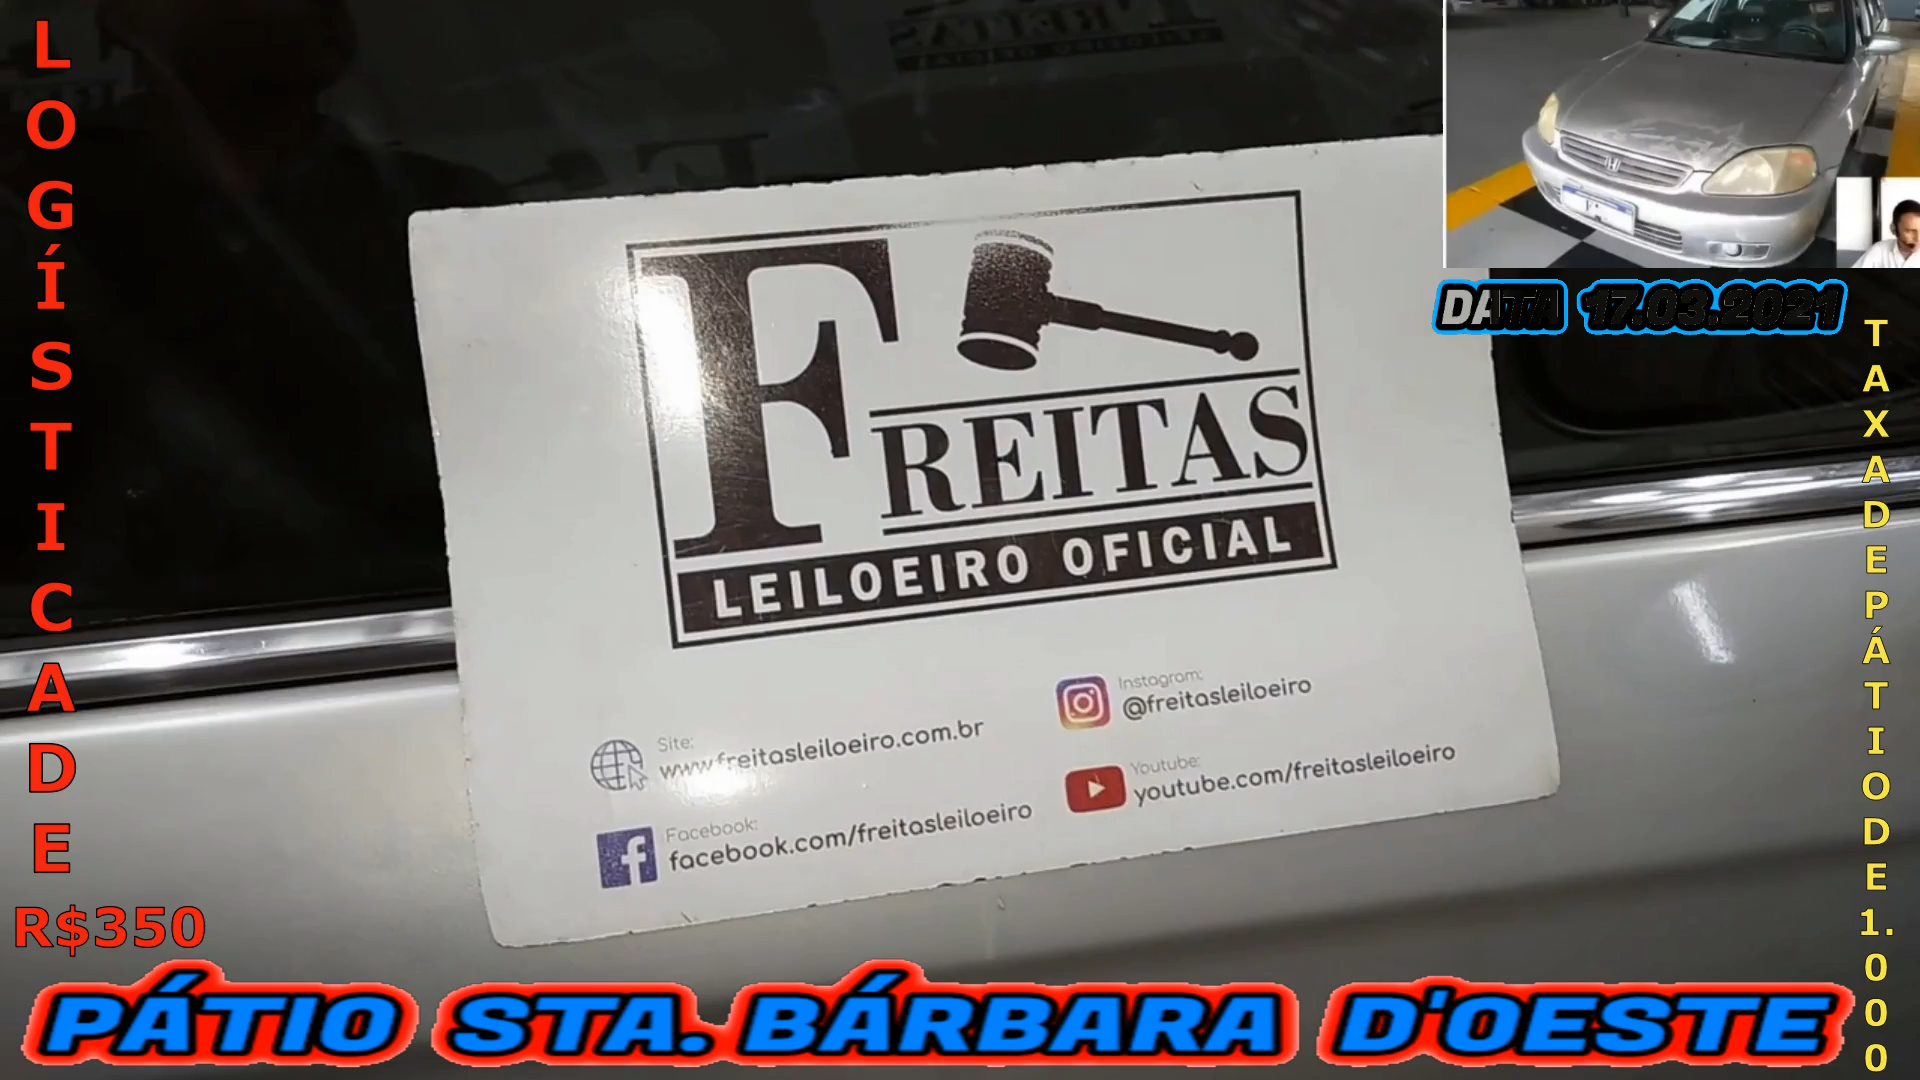 LOGÍSTICA DE
R$350
FREITAS
LEILOEIRO OFICIAL
Site:
www.freitasleiloeiro.com.br
Facebook:
facebook.com/freitasleiloeiro
Instagram:
@freitasleiloeiro
Youtube:
youtube.com/freitasleiloeiro
DATA 17.03.2021
TAXA DE PÁTIO DE 1.000
PÁTIO STA. BÁRBARA D'OESTE